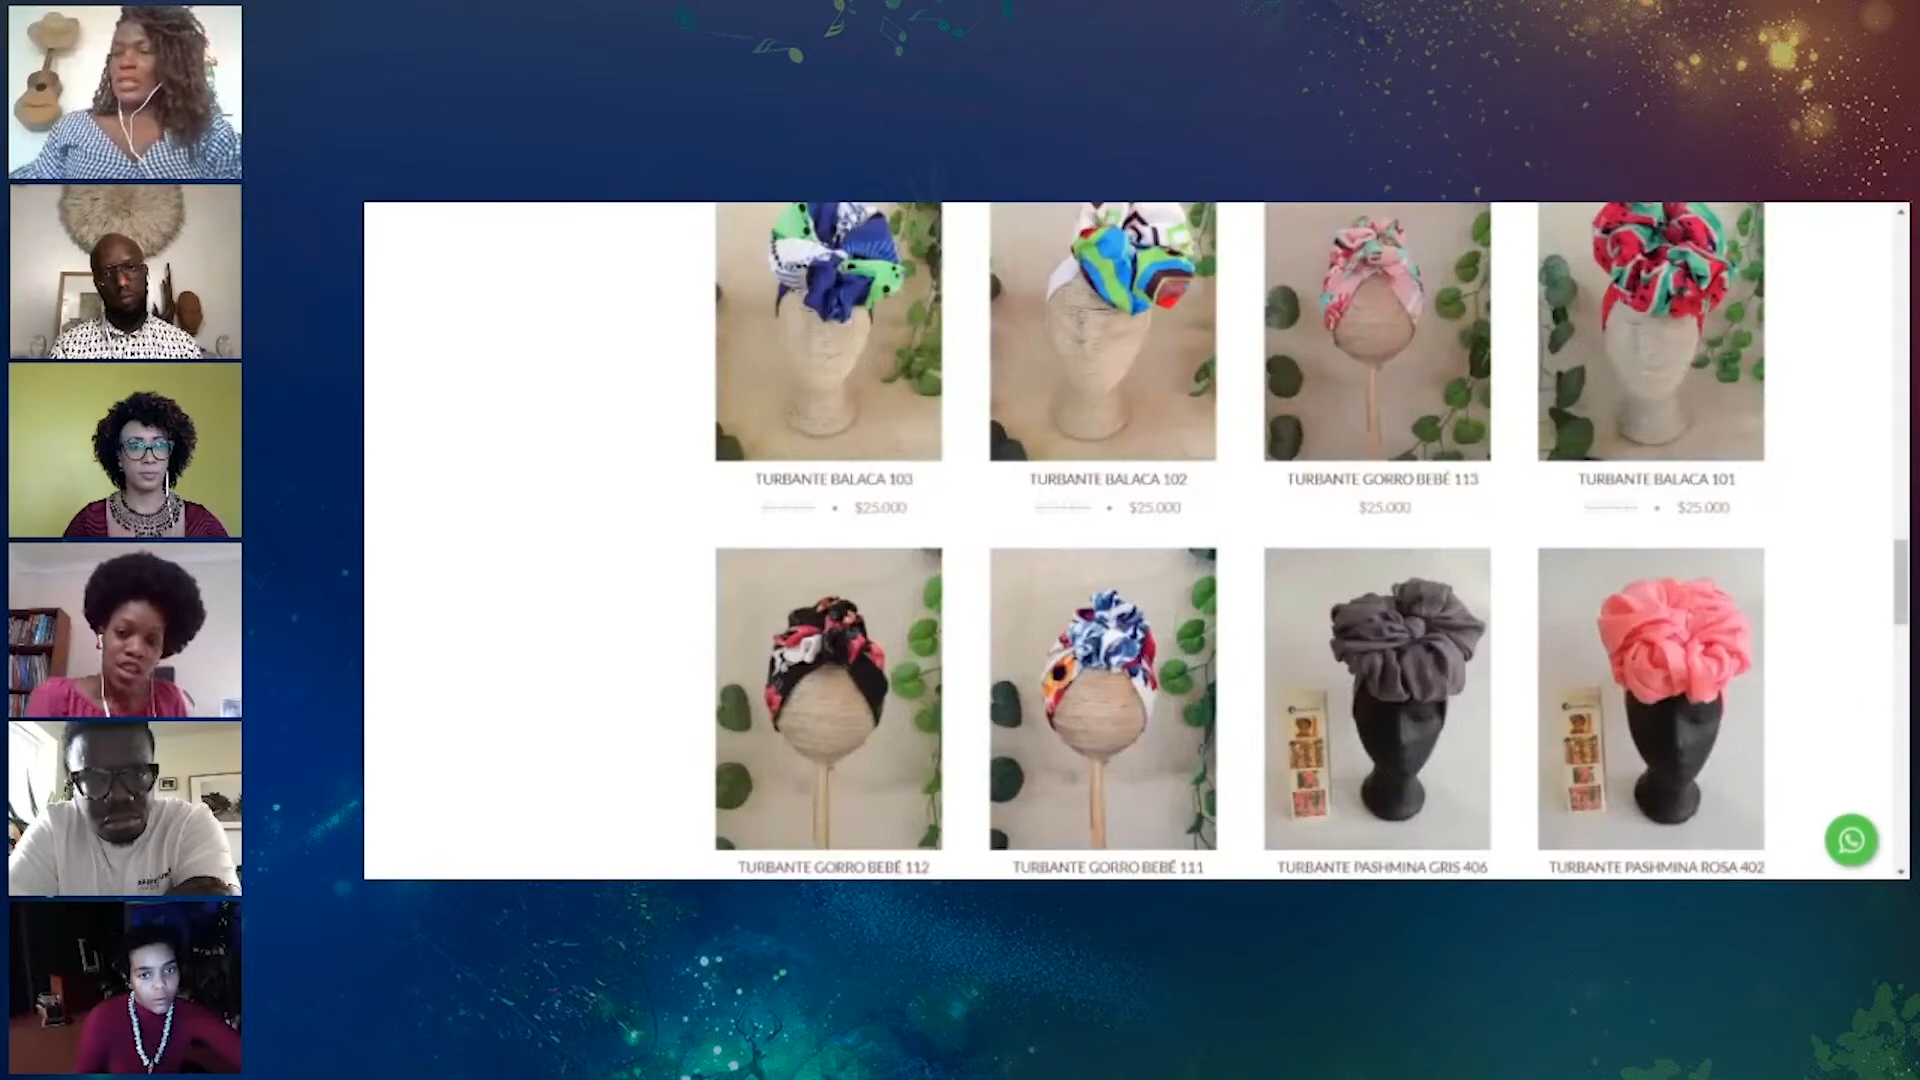 TURBANTE BALACA 103
TURBANTE BALACA 102
TURBANTE GORRO BEBÉ 113
TURBANTE BALACA 101
• $25.000
• $25.000
$25.000
• $25.000
TURBANTE GORRO BEBÉ 112
TURBANTE GORRO BEBÉ 111
TURBANTE PASHMINA GRIS 406
TURBANTE PASHMINA ROSA 402